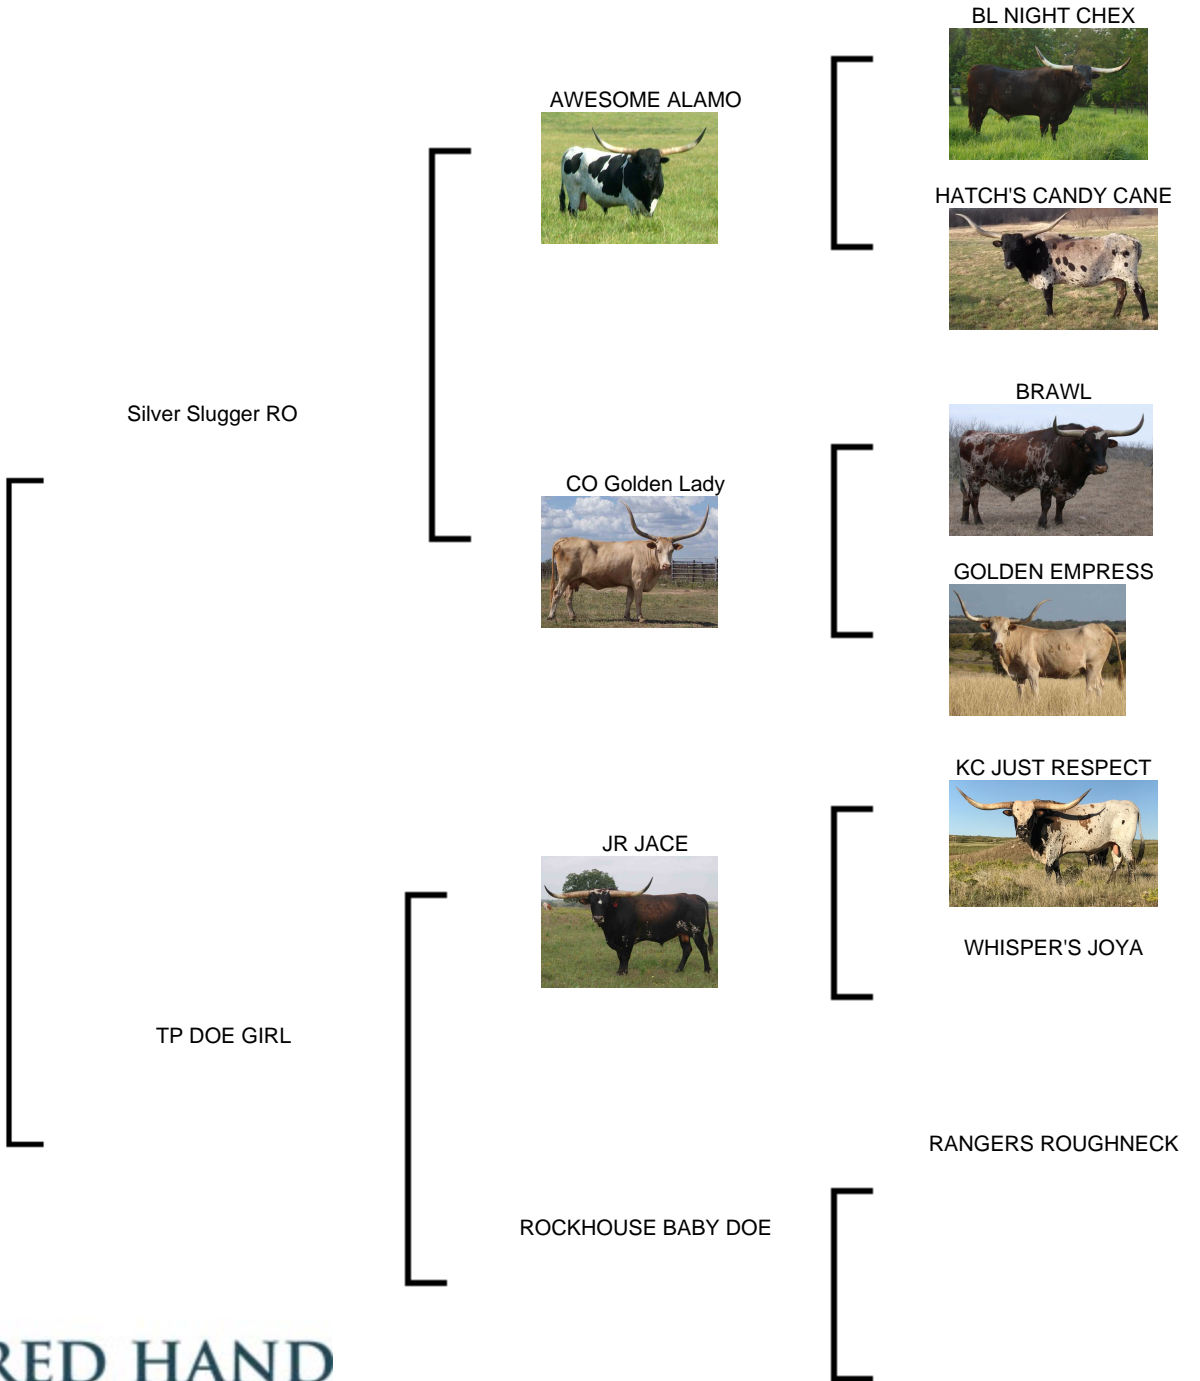 BL NIGHT CHEX
AWESOME ALAMO
HATCH'S CANDY CANE
BRAWL
Silver Slugger RO
CO Golden Lady
GOLDEN EMPRESS
KC JUST RESPECT
JR JACE
WHISPER'S JOYA
TP DOE GIRL
RANGERS ROUGHNECK
ROCKHOUSE BABY DOE
RED HAND